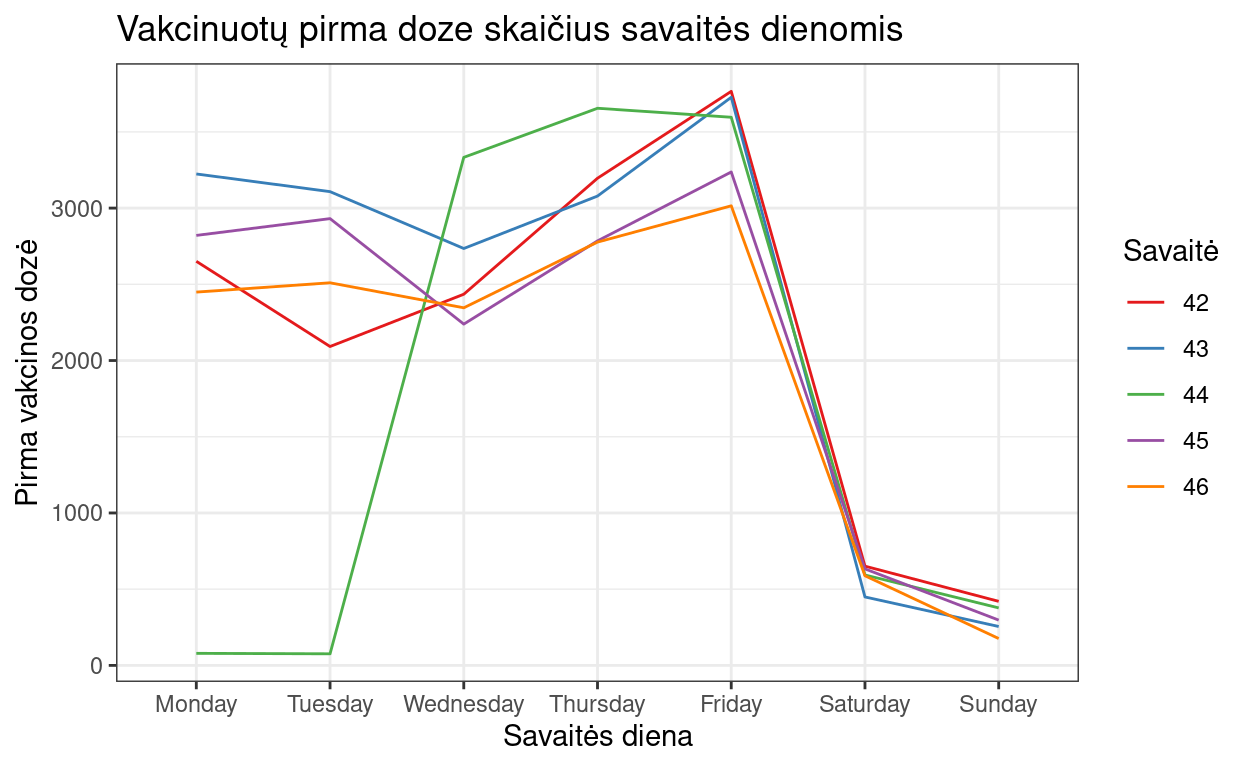 Vakcinuotų pirma doze skaičius savaitės dienomis
Pirma vakcinos dozė
3000
2000
1000
0
Monday Tuesday Wednesday Thursday Friday Saturday Sunday
Savaitės diena
Savaitė
42
43
44
45
46